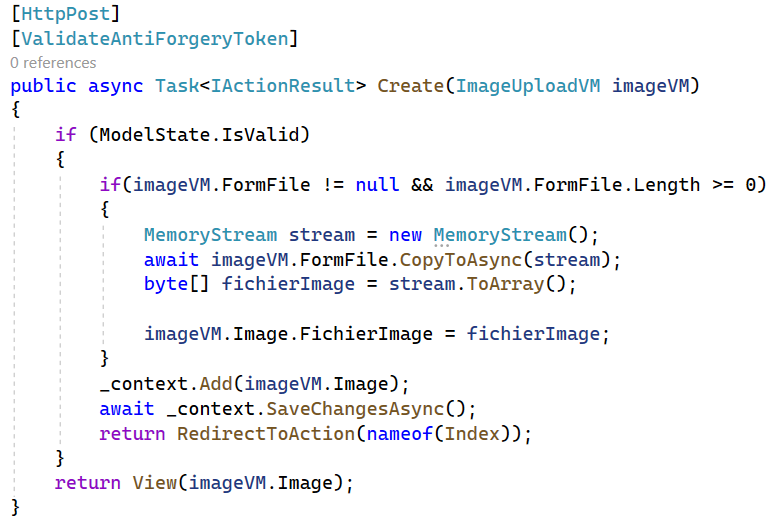 [HttpPost]
[ValidateAntiForgeryToken]
0 references
public async Task<IActionResult> Create(ImageUploadVM imageVM)
{
    if (ModelState.IsValid)
    {
        if(imageVM.FormFile != null && imageVM.FormFile.Length >= 0)
        {
            MemoryStream stream = new MemoryStream();
            await imageVM.FormFile.CopyToAsync(stream);
            byte[] fichierImage = stream.ToArray();

            imageVM.Image.FichierImage = fichierImage;
        }
        _context.Add(imageVM.Image);
        await _context.SaveChangesAsync();
        return RedirectToAction(nameof(Index));
    }
    return View(imageVM.Image);
}